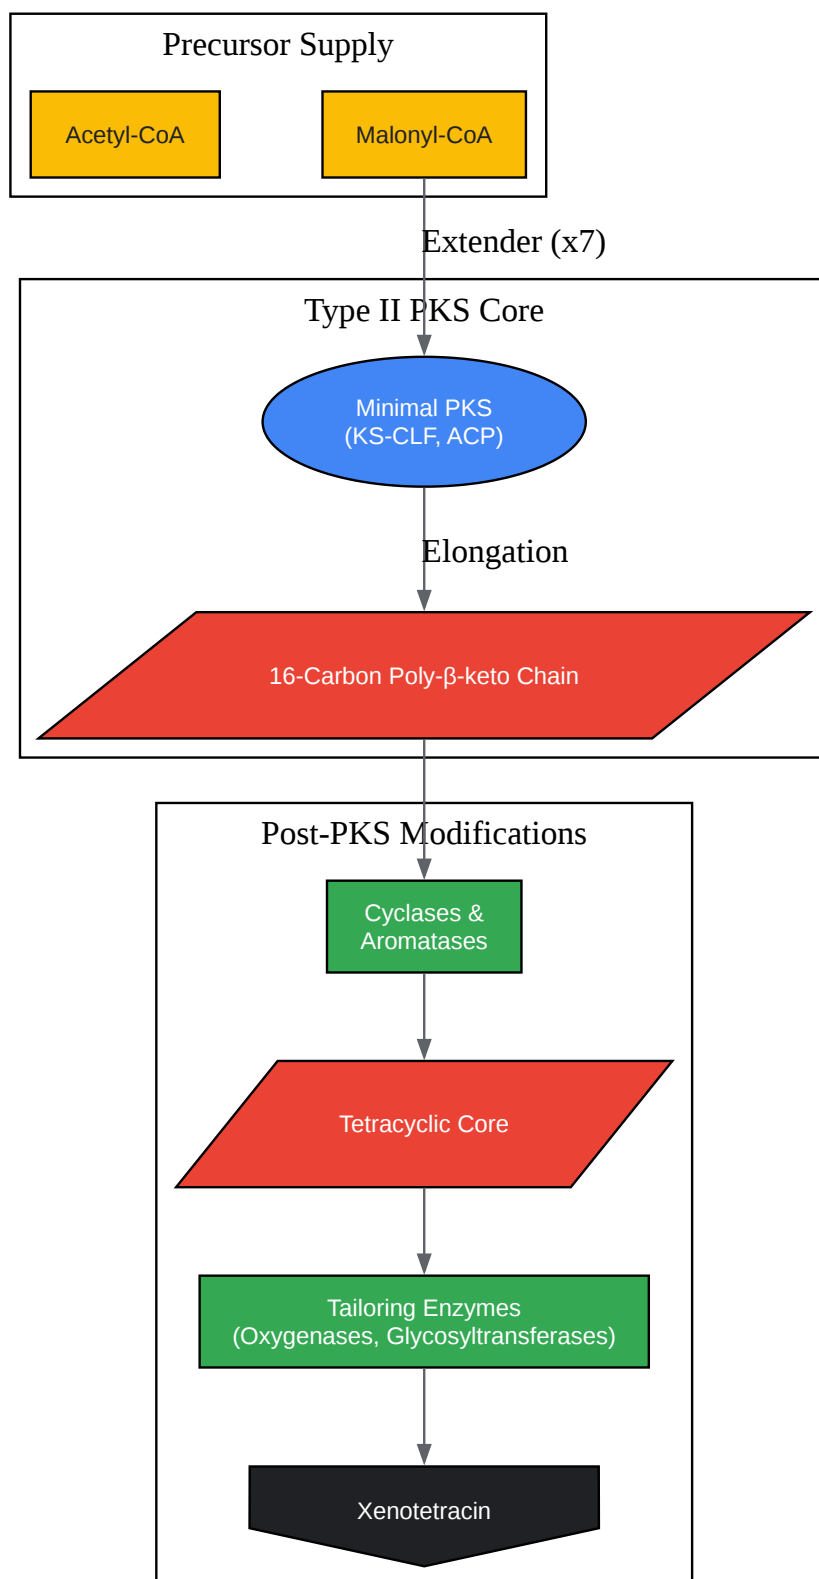 Precursor Supply
Acetyl-CoA
Malonyl-CoA
Extender (x7)
Type II PKS Core
Minimal PKS
(KS-CLF, ACP)
Elongation
16-Carbon Poly-β-keto Chain
Post-PKS Modifications
Cyclases &
Aromatases
Tetracyclic Core
Tailoring Enzymes
(Oxygenases, Glycosyltransferases)
Xenotetracin